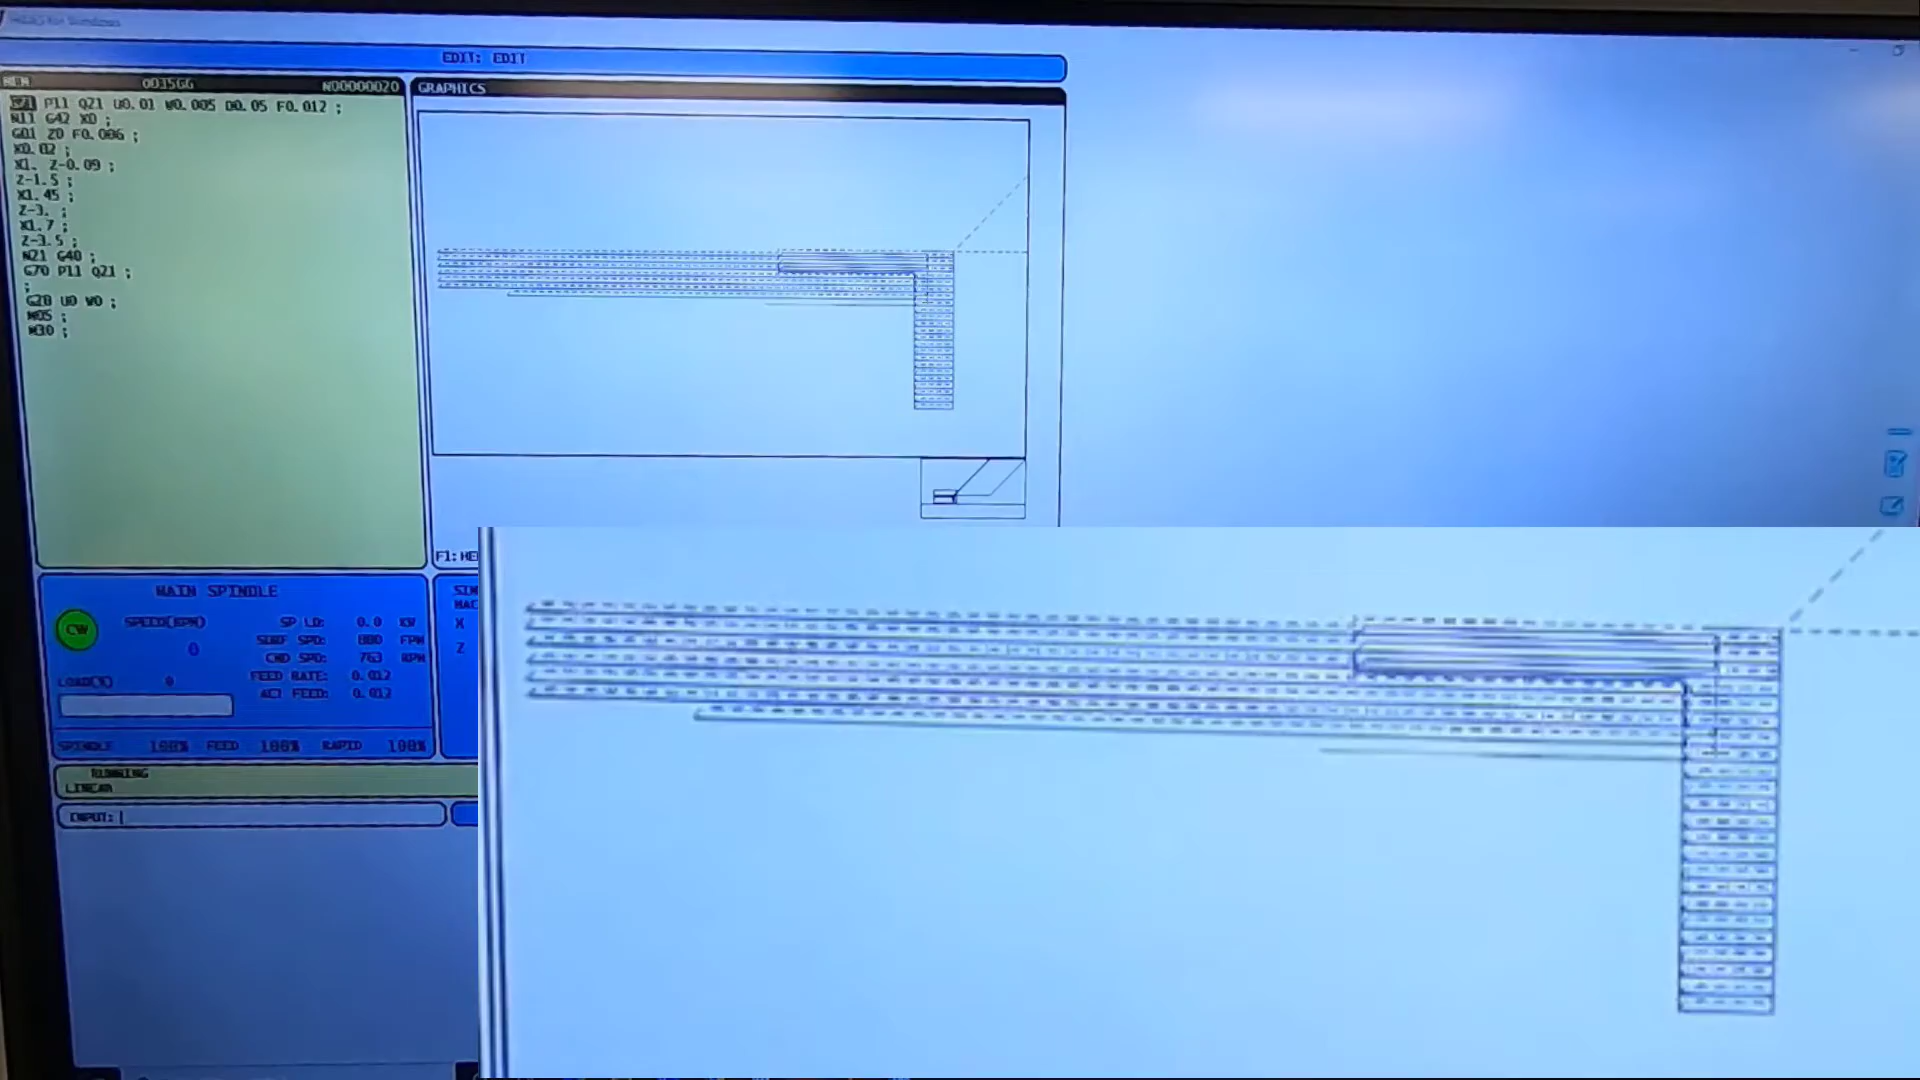 EDIT: EDIT
N00000020
GRAPHICS
P11 Q21 U0.01 W0.005 D0.05 F0.012 ;
N11 G42 X0 ;
G01 Z0 F0.006 ;
X0.02 ;
X1. Z-0.09 ;
Z-1.5 ;
X1.45 ;
Z-3. ;
X1.7 ;
Z-3.5 ;
N21 G40 ;
G70 P11 Q21 ;
;
G28 U0 W0 ;
M05 ;
M30 ;
F1: HE
MAIN SPINDLE
CW
SPEED(RPM)
0
SP LD: 0.0 KW
SURF SPD: 800 FPM
CMD SPD: 763 RPM
FEED RATE: 0.012
ACT FEED: 0.012
LOAD(%) 0
SPINDLE 100% FEED 100% RAPID 100%
SIM
MAC
X
Z
RUNNING
LINEAR
INPUT: